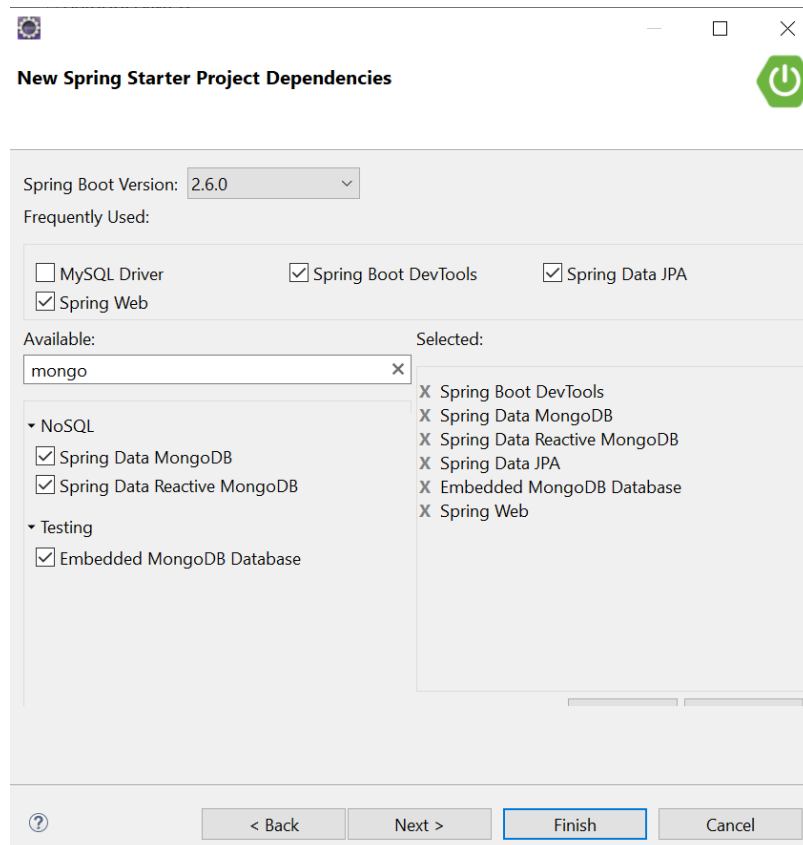 New Spring Starter Project Dependencies
Spring Boot Version: 2.6.0
Frequently Used:
MySQL Driver Spring Boot DevTools Spring Data JPA
Spring Web
Available: Selected:
mongo
NoSQL
Spring Data MongoDB
Spring Data Reactive MongoDB
Testing
Embedded MongoDB Database
X Spring Boot DevTools
X Spring Data MongoDB
X Spring Data Reactive MongoDB
X Spring Data JPA
X Embedded MongoDB Database
X Spring Web
< Back Next > Finish Cancel